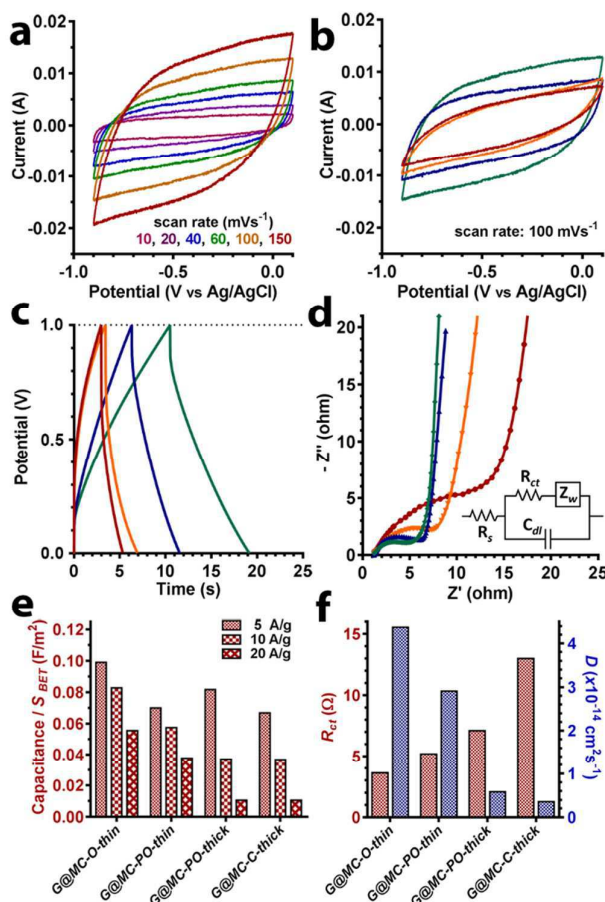 a
0.02
0.01
0.00
-0.01
-0.02
Current (A)
scan rate (mVs⁻¹)
10, 20, 40, 60, 100, 150
-1.0
-0.5
0.0
Potential (V vs Ag/AgCl)
b
0.02
0.01
0.00
-0.01
-0.02
Current (A)
scan rate: 100 mVs⁻¹
-1.0
-0.5
0.0
Potential (V vs Ag/AgCl)
c
1.0
0.5
0.0
Potential (V)
0 5 10 15 20 25
Time (s)
d
20
15
10
5
0
- Z'' (ohm)
R_ct
Z_w
R_s
C_dl
0 5 10 15 20 25
Z' (ohm)
e
0.12
0.10
0.08
0.06
0.04
0.02
0.00
Capacitance / S_BET (F/m²)
5 A/g
10 A/g
20 A/g
G@MC-O-thin
G@MC-PO-thin
G@MC-PO-thick
G@MC-C-thick
f
15
10
5
0
R_ct (Ω)
4
3
2
1
0
D (x10⁻¹⁴ cm²s⁻¹)
G@MC-O-thin
G@MC-PO-thin
G@MC-PO-thick
G@MC-C-thick